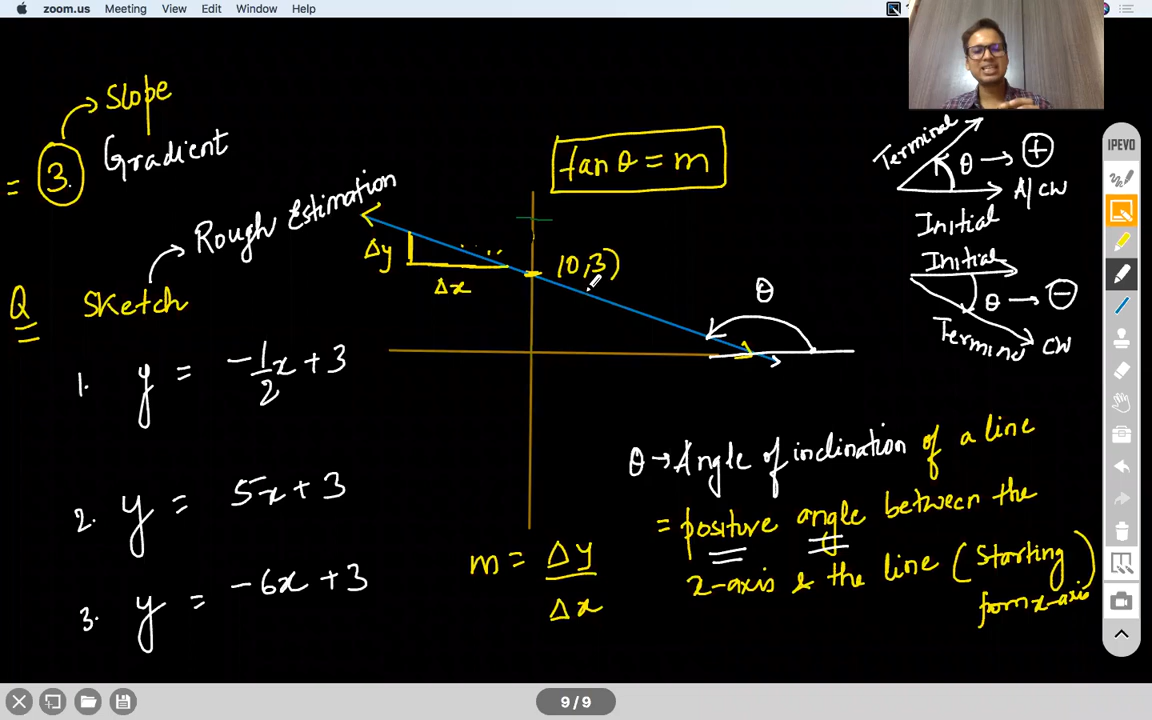 zoom.us Meeting View Edit Window Help
Slope
= 3. Gradient
tan θ = m
Terminal
θ → +
A/CW
Initial
Initial
θ → −
Terminal
CW
IPEVO
Rough Estimation
Δy
Δx
(0,3)
θ
Q Sketch
1. y = -1/2 x + 3
2. y = 5x + 3
3. y = -6x + 3
m = Δy/Δx
θ → Angle of inclination of a line
= positive angle between the
x-axis & the line (Starting
from x-axis)
9 / 9